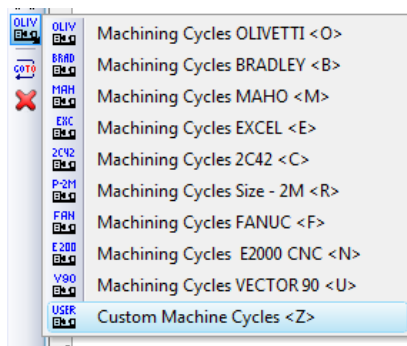 OLIV
GOTO
OLIV Machining Cycles OLIVETTI <O>
BRAD Machining Cycles BRADLEY <B>
MAH Machining Cycles MAHO <M>
EXC Machining Cycles EXCEL <E>
2C42 Machining Cycles 2C42 <C>
P-2M Machining Cycles Size - 2M <R>
FAN Machining Cycles FANUC <F>
E200 Machining Cycles  E2000 CNC <N>
V90 Machining Cycles VECTOR 90 <U>
USER Custom Machine Cycles <Z>